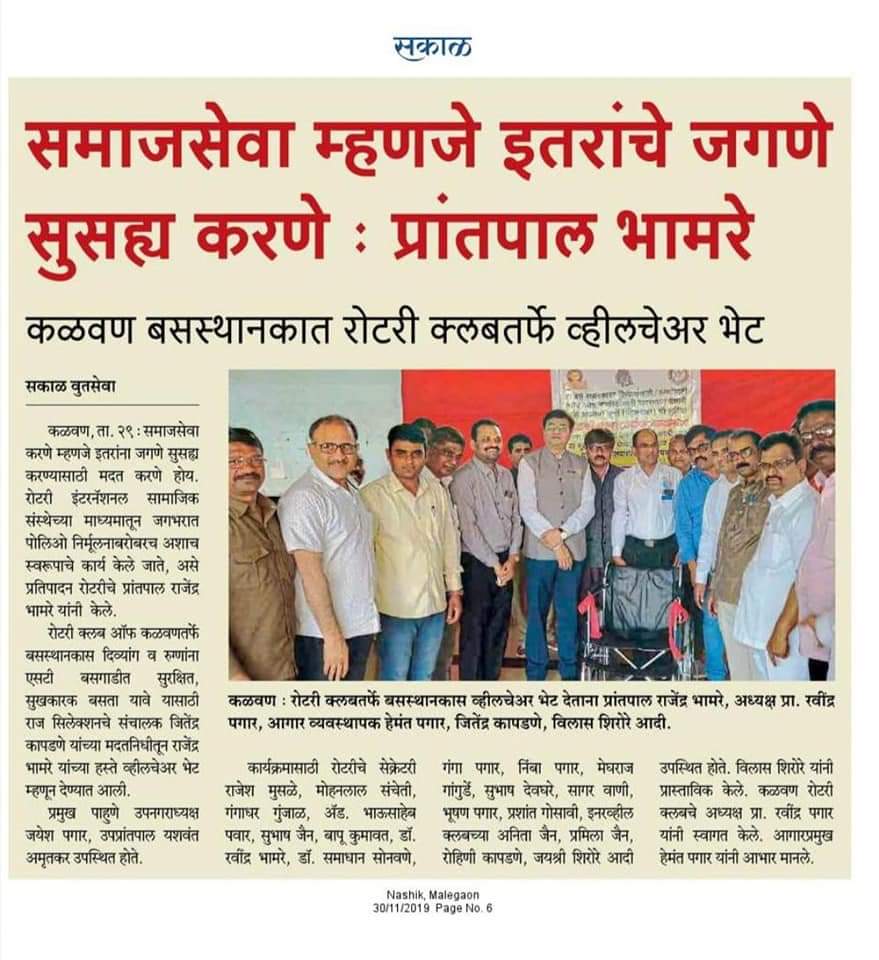 सकाळ
समाजसेवा म्हणजे इतरांचे जगणे
सुसह्य करणे : प्रांतपाल भामरे
कळवण बसस्थानकात रोटरी क्लबतर्फे व्हीलचेअर भेट
सकाळ वृतसेवा
कळवण, ता. २९ : समाजसेवा
करणे म्हणजे इतरांना जगणे सुसह्य
करण्यासाठी मदत करणे होय.
रोटरी इंटरनॅशनल सामाजिक
संस्थेच्या माध्यमातून जगभरात
पोलिओ निर्मूलनाबरोबरच अशाच
स्वरूपाचे कार्य केले जाते, असे
प्रतिपादन रोटरीचे प्रांतपाल राजेंद्र
भामरे यांनी केले.
रोटरी क्लब ऑफ कळवणतर्फे
बसस्थानकास दिव्यांग व रुग्णांना
एसटी बसगाडीत सुरक्षित,
सुखकारक बसता यावे यासाठी
राज सिलेक्शनचे संचालक जितेंद्र
कापडणे यांच्या मदतनिधीतून राजेंद्र
भामरे यांच्या हस्ते व्हीलचेअर भेट
म्हणून देण्यात आली.
प्रमुख पाहुणे उपनगराध्यक्ष
जयेश पगार, उपप्रांतपाल यशवंत
अमृतकर उपस्थित होते.
कळवण : रोटरी क्लबतर्फे बसस्थानकास व्हीलचेअर भेट देताना प्रांतपाल राजेंद्र भामरे, अध्यक्ष प्रा. रवींद्र
पगार, आगार व्यवस्थापक हेमंत पगार, जितेंद्र कापडणे, विलास शिरोरे आदी.
कार्यक्रमासाठी रोटरीचे सेक्रेटरी
राजेश मुसळे, मोहनलाल संचेती,
गंगाधर गुंजाळ, ॲड. भाऊसाहेब
पवार, सुभाष जैन, बापू कुमावत, डॉ.
रवींद्र भामरे, डॉ. समाधान सोनवणे,
गंगा पगार, निंबा पगार, मेघराज
गांगुर्डे, सुभाष देवघरे, सागर वाणी,
भूषण पगार, प्रशांत गोसावी, इनरव्हील
क्लबच्या अनिता जैन, प्रमिला जैन,
रोहिणी कापडणे, जयश्री शिरोरे आदी
उपस्थित होते. विलास शिरोरे यांनी
प्रास्ताविक केले. कळवण रोटरी
क्लबचे अध्यक्ष प्रा. रवींद्र पगार
यांनी स्वागत केले. आगारप्रमुख
हेमंत पगार यांनी आभार मानले.
Nashik, Malegaon
30/11/2019 Page No. 6